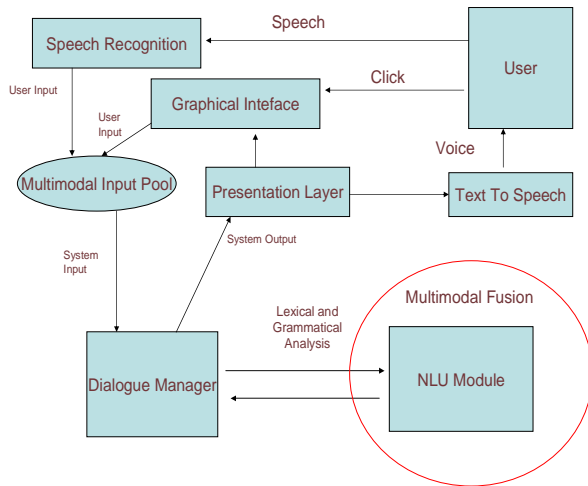 Speech
Speech Recognition
User
User Input
Click
Graphical Inteface
User
Input
Voice
Multimodal Input Pool
Presentation Layer
Text To Speech
System
Input
System Output
Multimodal Fusion
Lexical and
Grammatical
Analysis
Dialogue Manager
NLU Module